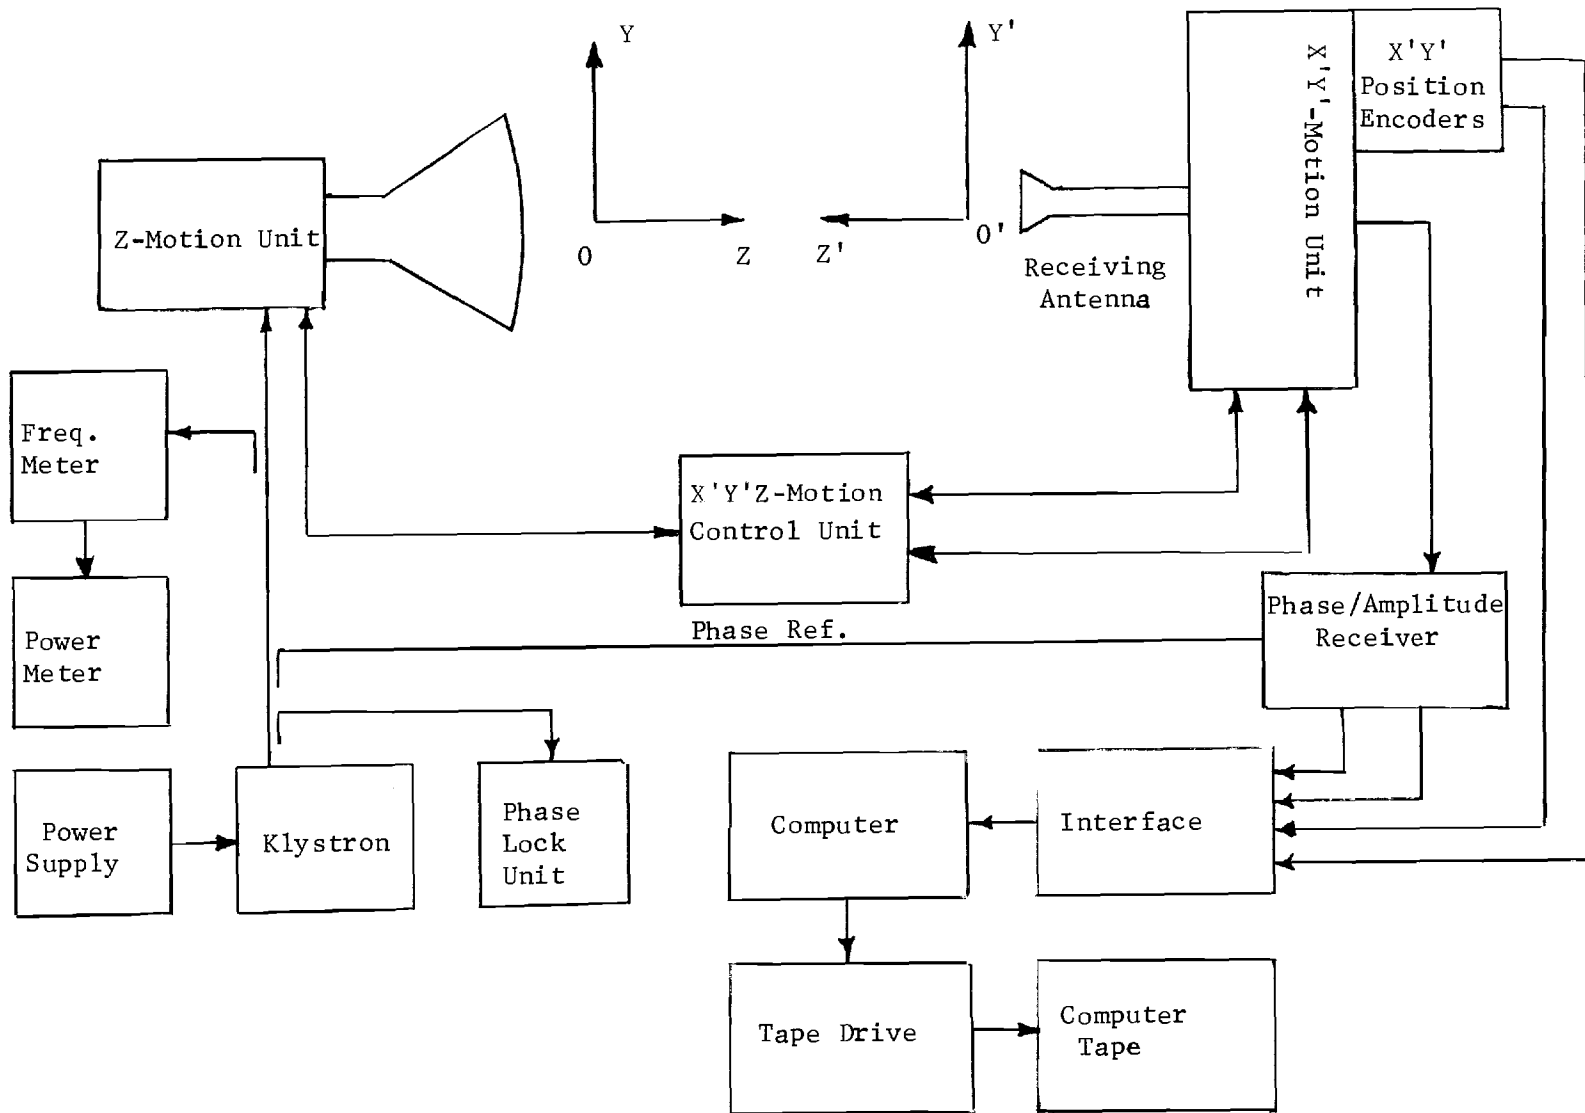 Y
Y'
X'Y'-Motion Unit
X'Y'
Position
Encoders
Z-Motion Unit
O
Z
Z'
O'
Receiving
Antenna
Freq.
Meter
X'Y'Z-Motion
Control Unit
Power
Meter
Phase Ref.
Phase/Amplitude
Receiver
Power
Supply
Klystron
Phase
Lock
Unit
Computer
Interface
Tape Drive
Computer
Tape